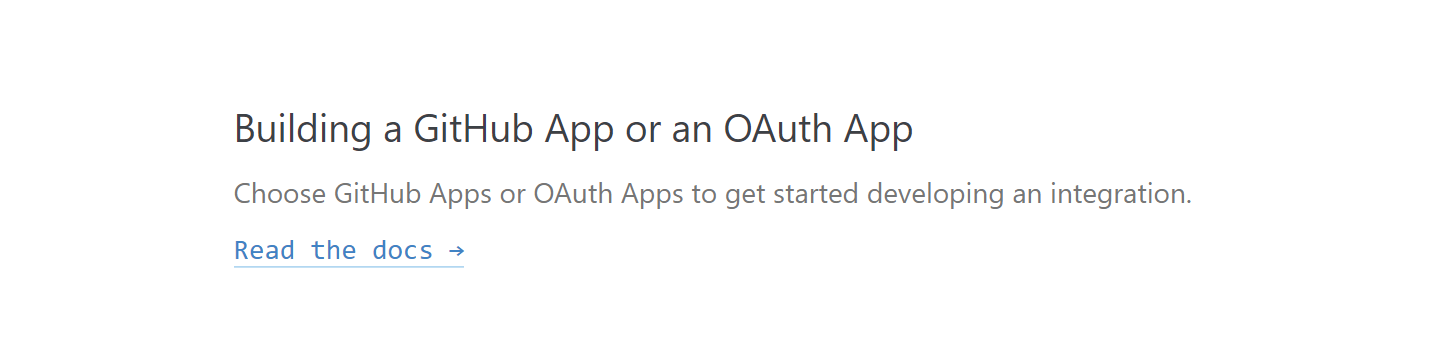 Building a GitHub App or an OAuth App
Choose GitHub Apps or OAuth Apps to get started developing an integration.
Read the docs →